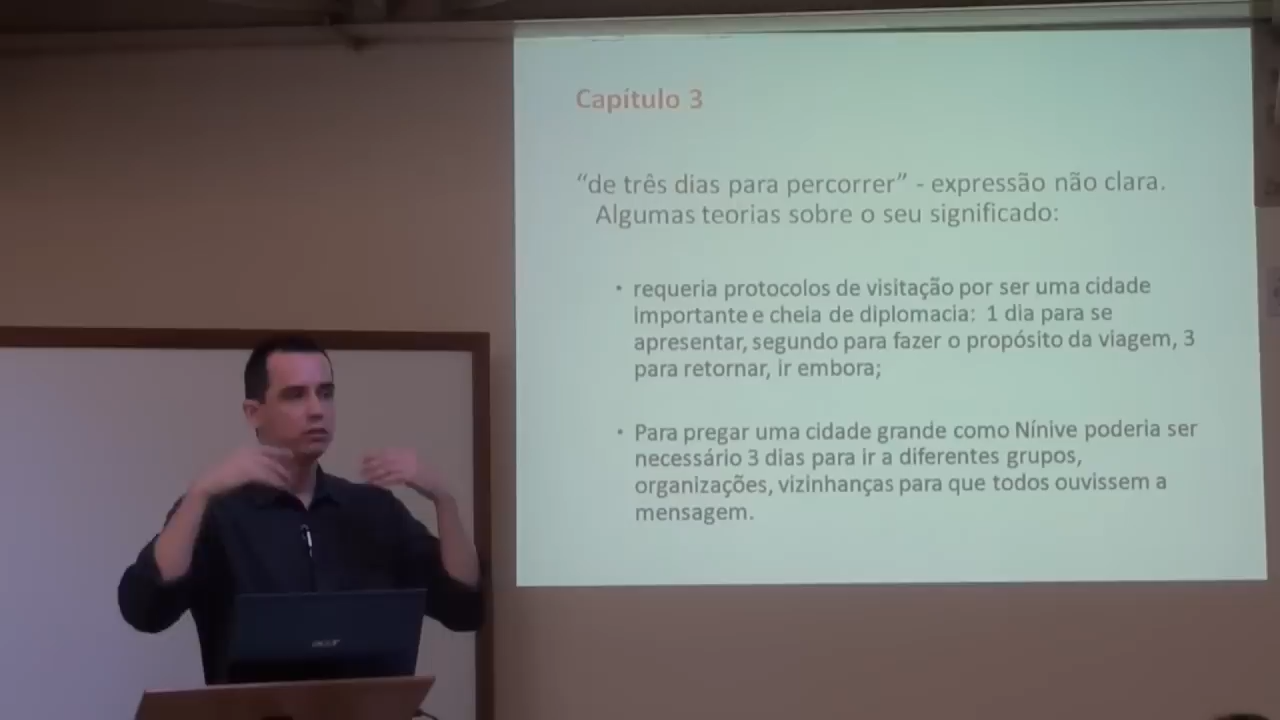 Capítulo 3
“de três dias para percorrer” - expressão não clara.
Algumas teorias sobre o seu significado:
• requeria protocolos de visitação por ser uma cidade
importante e cheia de diplomacia: 1 dia para se
apresentar, segundo para fazer o propósito da viagem, 3
para retornar, ir embora;
• Para pregar uma cidade grande como Nínive poderia ser
necessário 3 dias para ir a diferentes grupos,
organizações, vizinhanças para que todos ouvissem a
mensagem.
acer